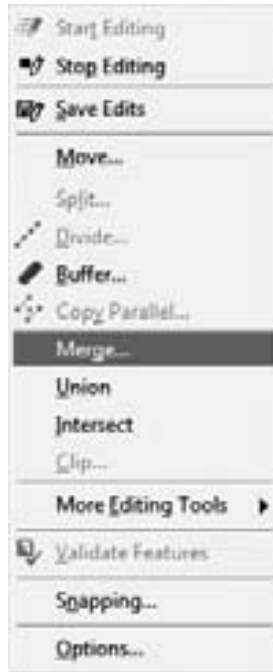 Start Editing
Stop Editing
Save Edits
Move...
Split...
Divide...
Buffer...
Copy Parallel...
Merge...
Union
Intersect
Clip...
More Editing Tools
Validate Features
Snapping...
Options...